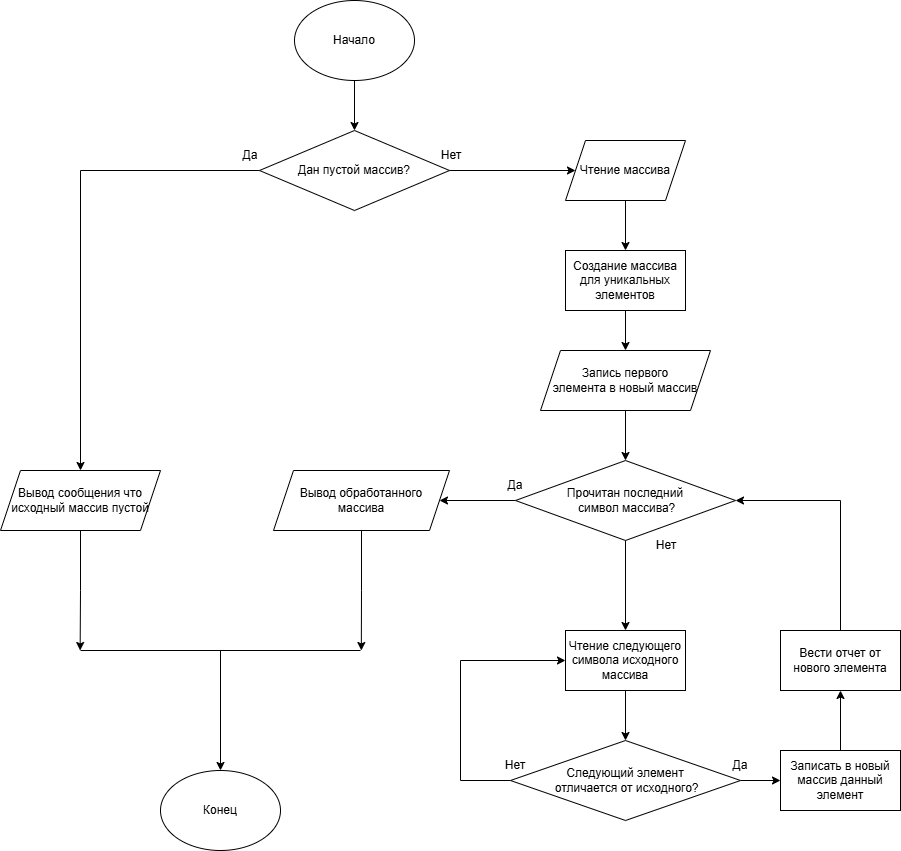 Начало
Дан пустой массив?
Да
Нет
Чтение массива
Создание массива
для уникальных
элементов
Запись первого
элемента в новый массив
Прочитан последний
символ массива?
Да
Нет
Вывод сообщения что
исходный массив пустой
Вывод обработанного
массива
Чтение следующего
символа исходного
массива
Вести отчет от
нового элемента
Следующий элемент
отличается от исходного?
Нет
Да
Записать в новый
массив данный
элемент
Конец